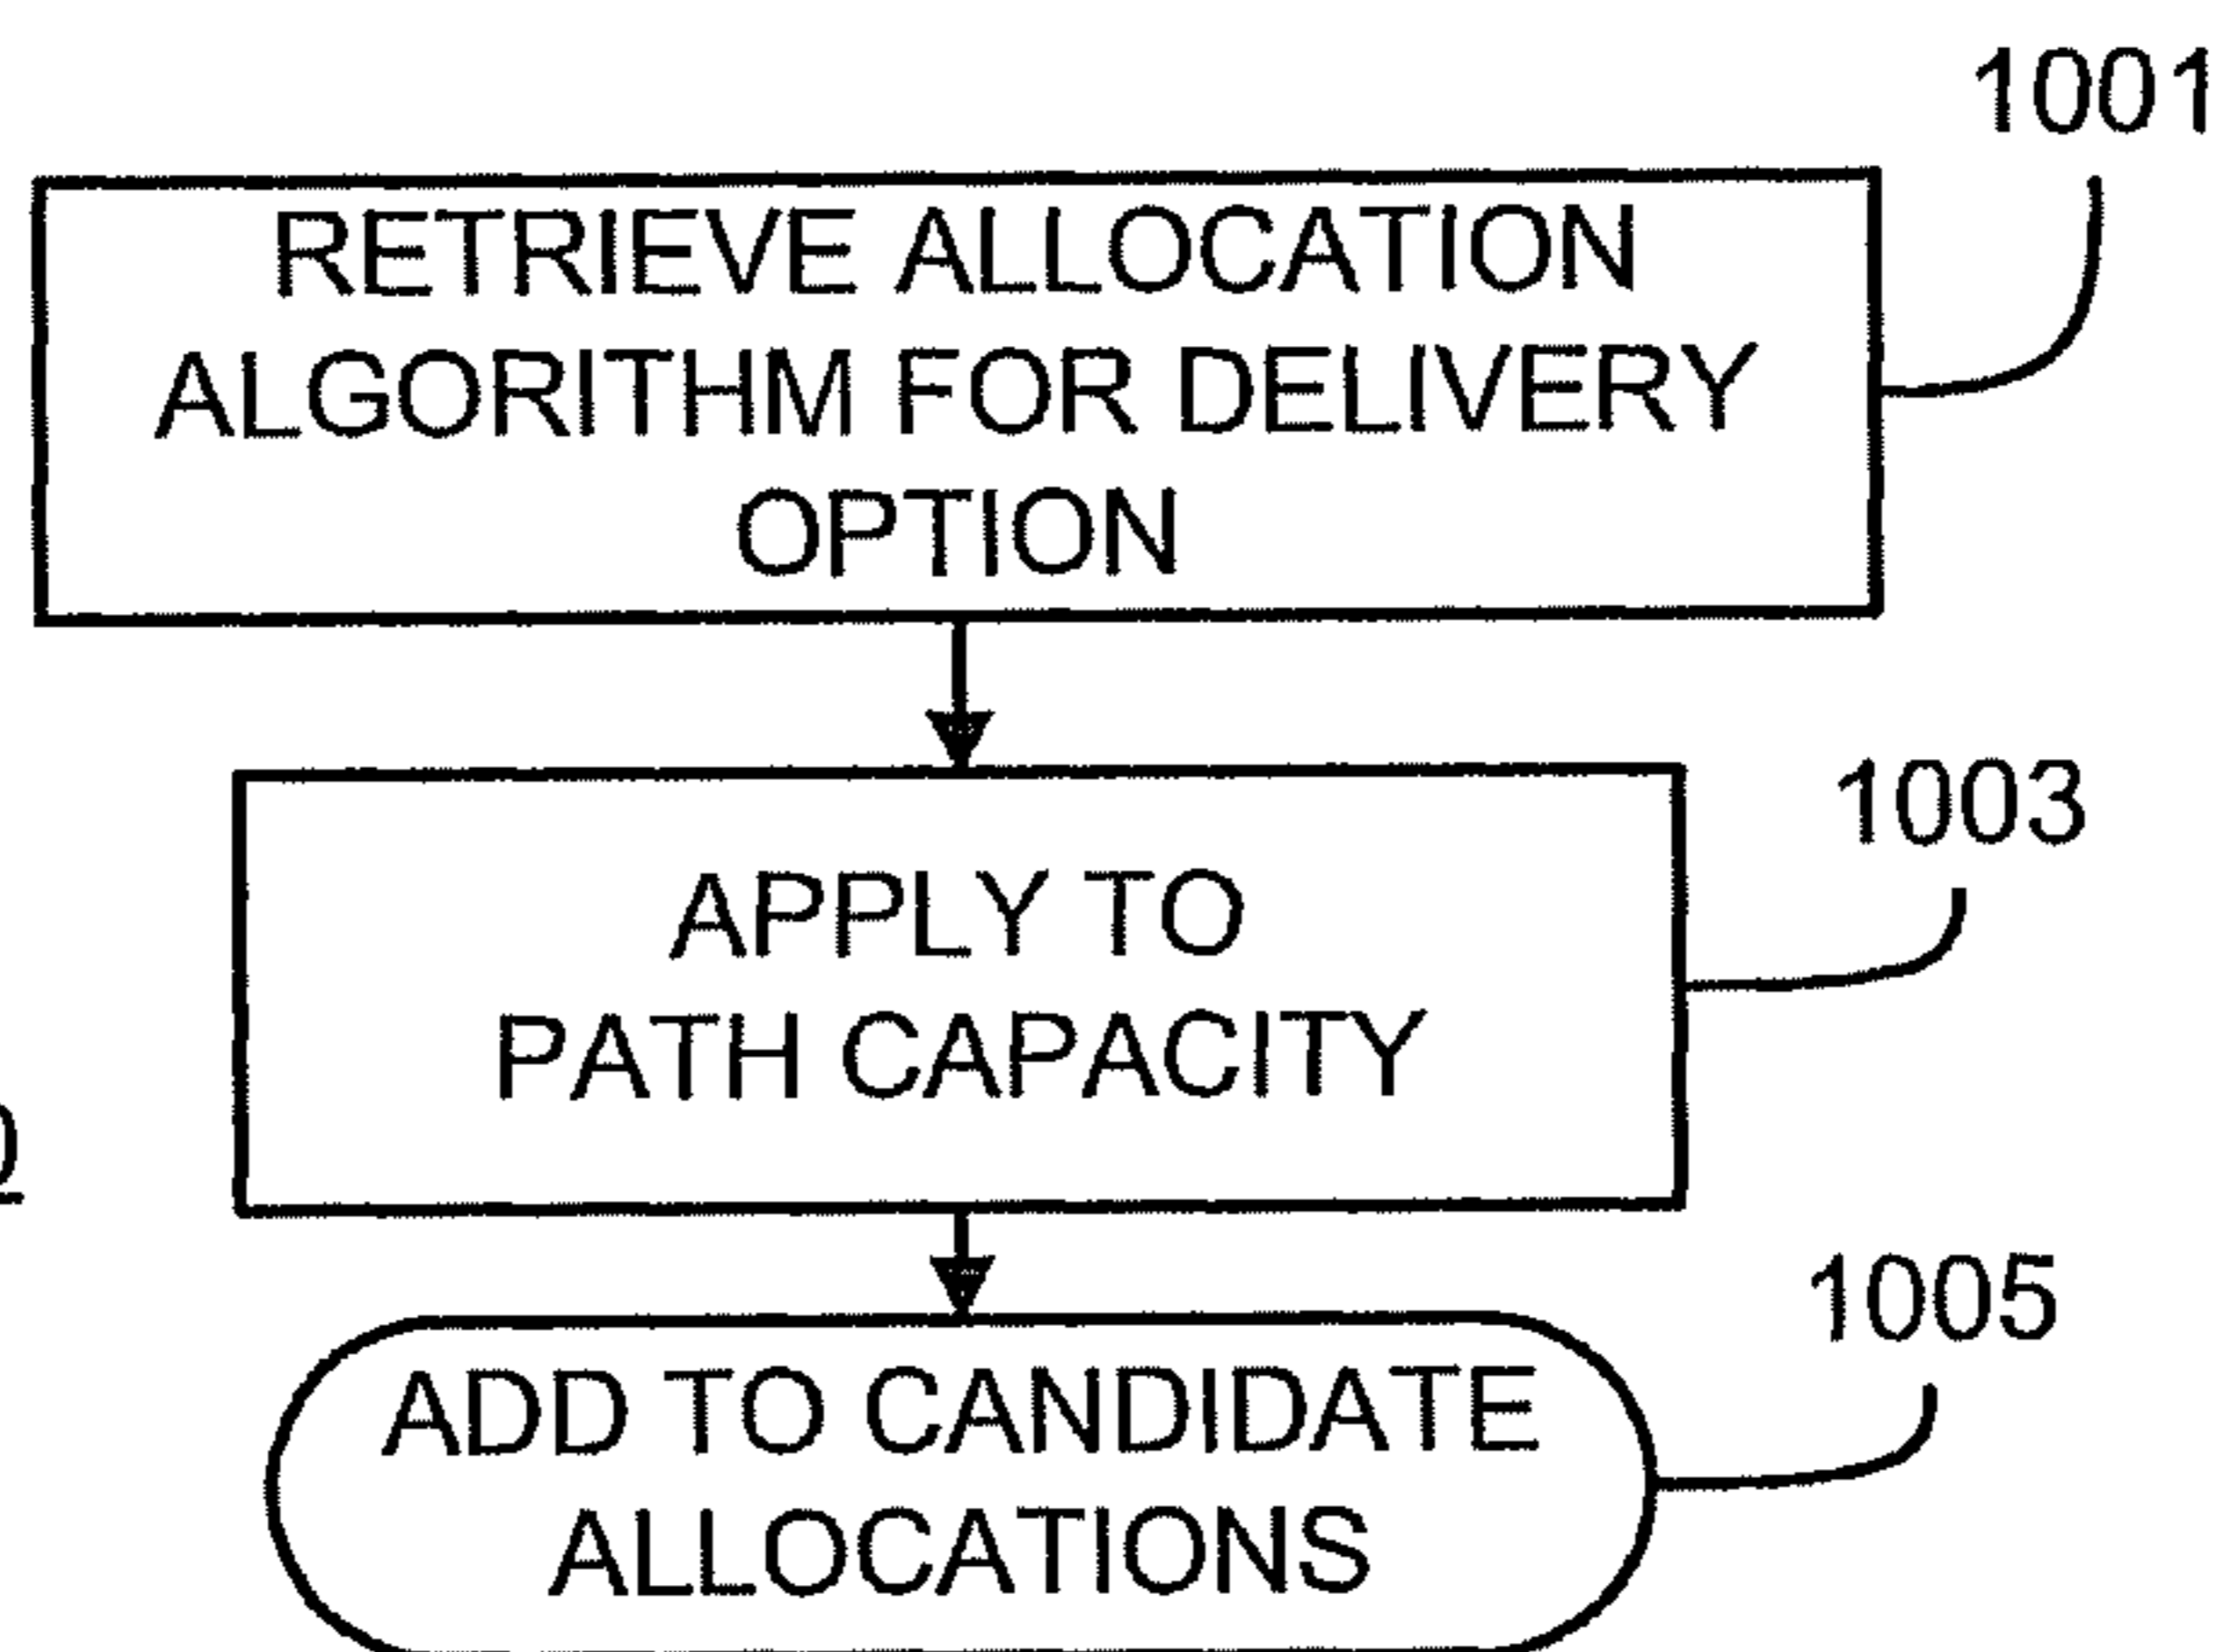 1001
RETRIEVE ALLOCATION
ALGORITHM FOR DELIVERY
OPTION
1003
APPLY TO
PATH CAPACITY
1005
ADD TO CANDIDATE
ALLOCATIONS